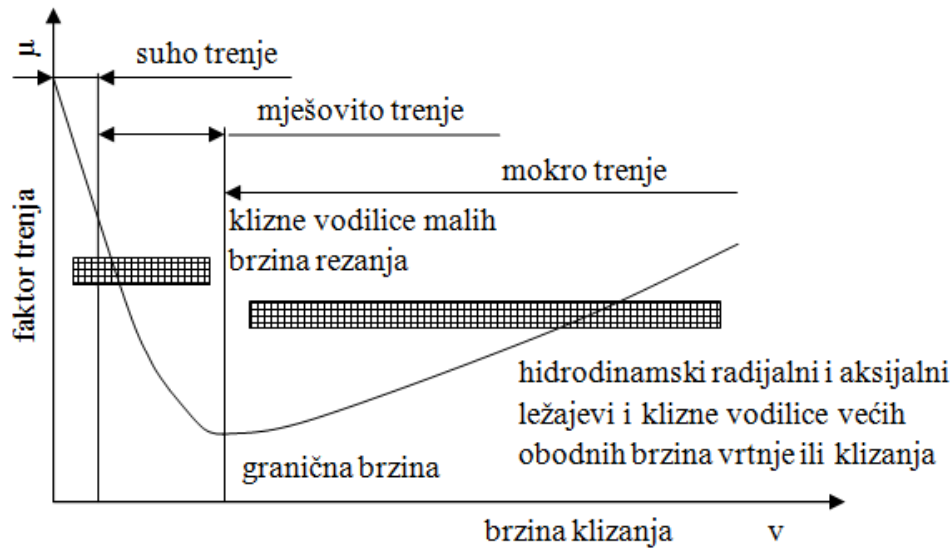 μ
faktor trenja
suho trenje
mješovito trenje
mokro trenje
klizne vodilice malih
brzina rezanja
hidrodinamski radijalni i aksijalni
ležajevi i klizne vodilice većih
obodnih brzina vrtnje ili klizanja
granična brzina
brzina klizanja v